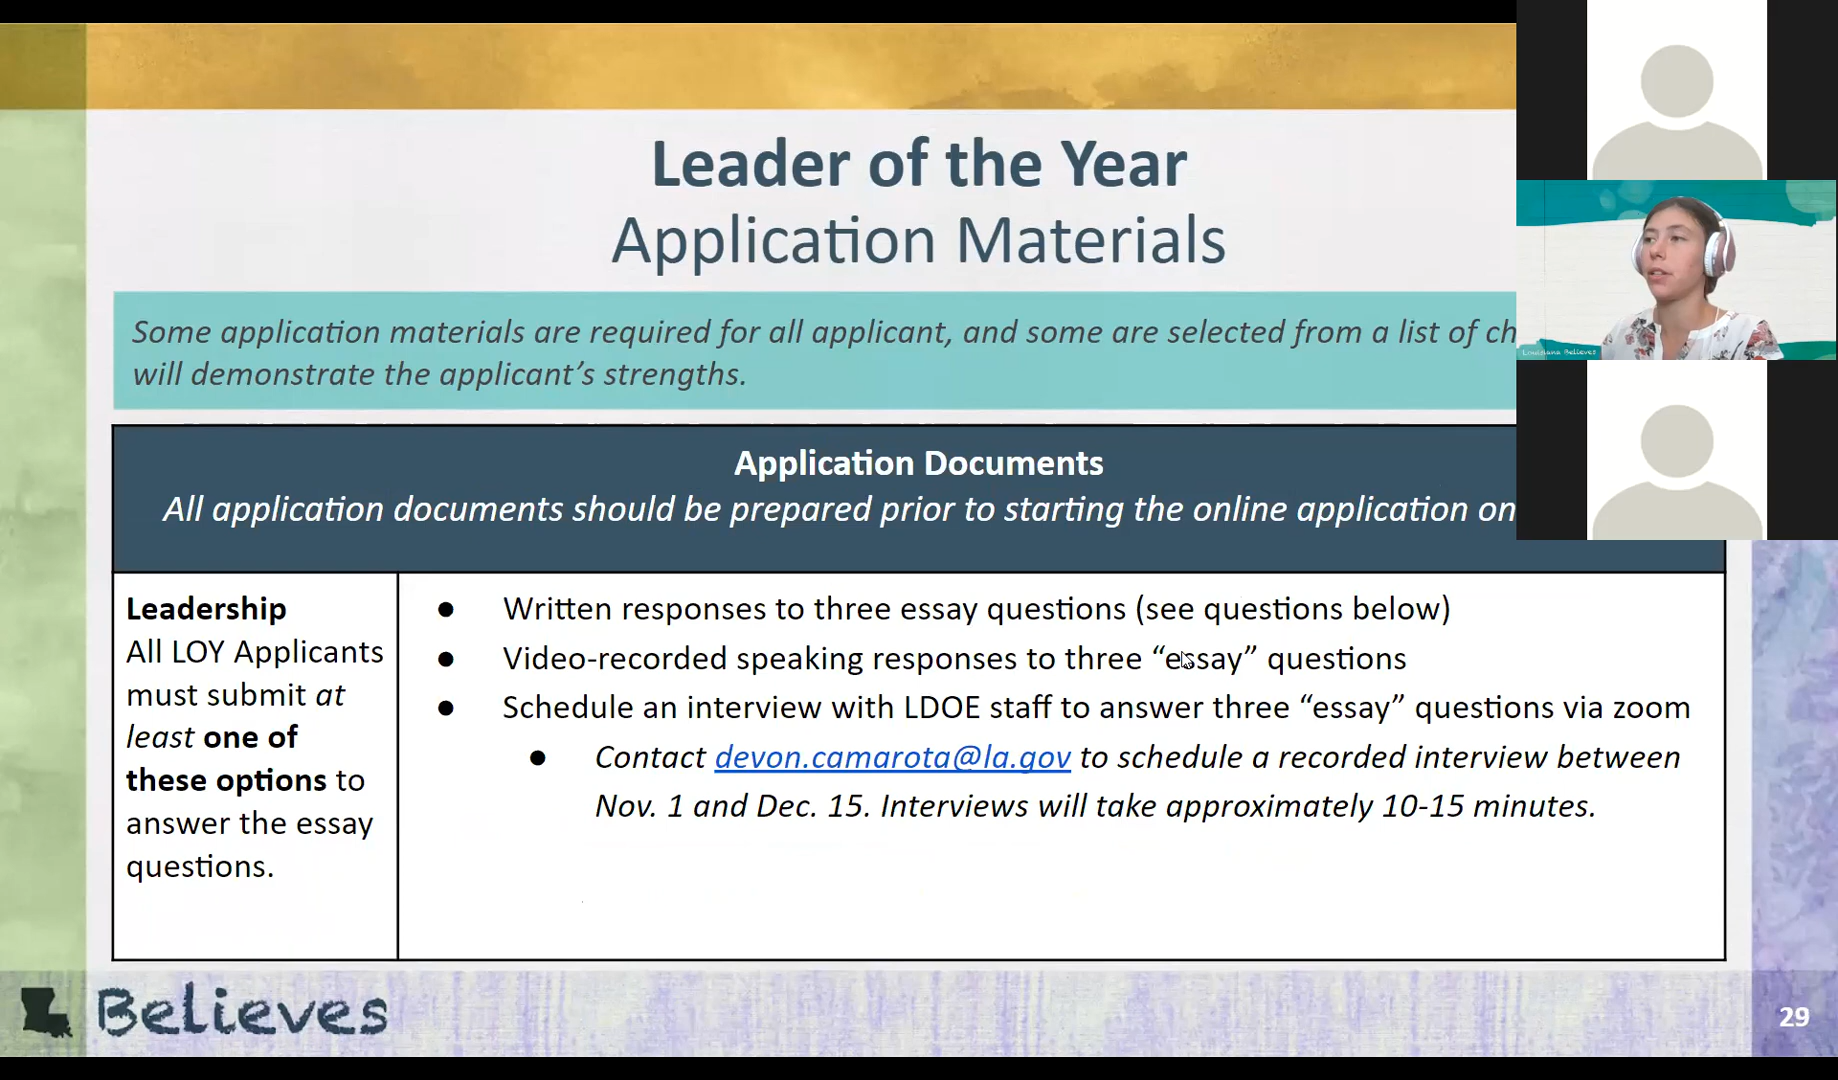 Leader of the Year
Application Materials
Some application materials are required for all applicant, and some are selected from a list of ch
will demonstrate the applicant’s strengths.
Application Documents
All application documents should be prepared prior to starting the online application on
Leadership
All LOY Applicants
must submit at
least one of
these options to
answer the essay
questions.
● Written responses to three essay questions (see questions below)
● Video-recorded speaking responses to three “essay” questions
● Schedule an interview with LDOE staff to answer three “essay” questions via zoom
● Contact devon.camarota@la.gov to schedule a recorded interview between
Nov. 1 and Dec. 15. Interviews will take approximately 10-15 minutes.
Louisiana Believes
Believes
29